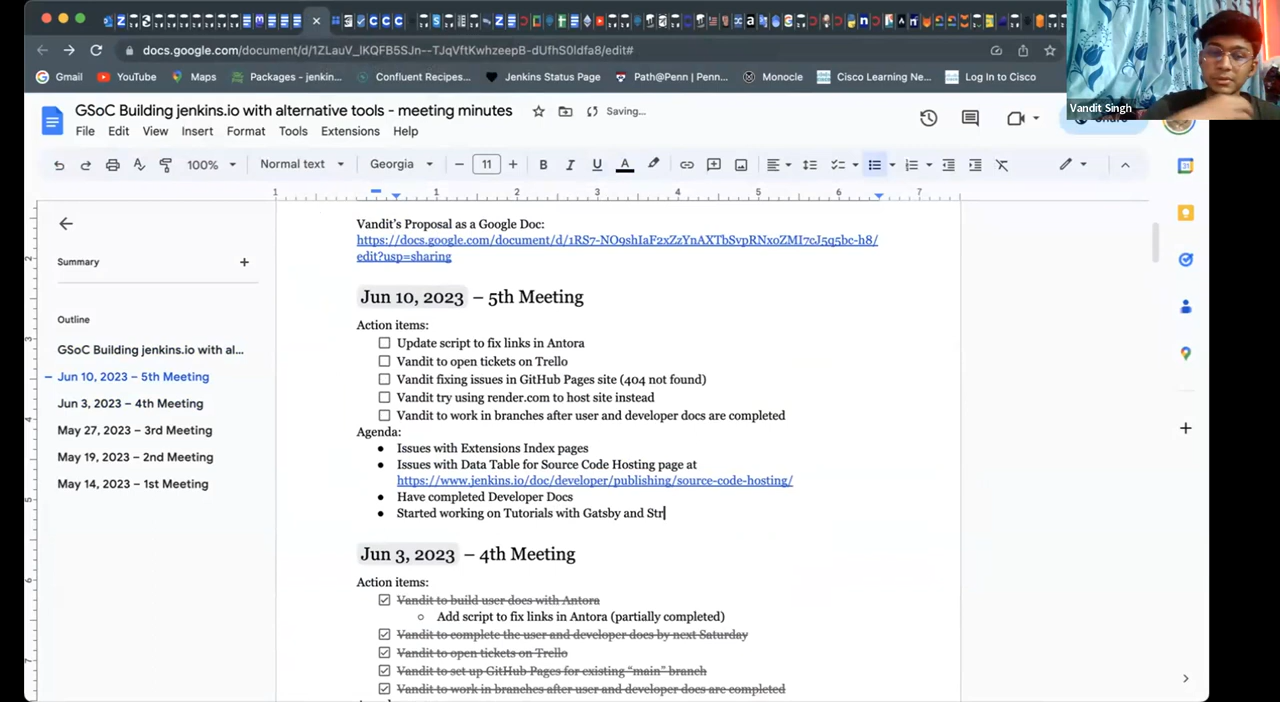 docs.google.com/document/d/1ZLauV_lKQFB5SJn--TJqVftKwhzeepB-dUfhS0ldfa8/edit#
Gmail YouTube Maps Packages - jenkin... Confluent Recipes... Jenkins Status Page Path@Penn | Penn... Monocle Cisco Learning Ne... Log In to Cisco
Vandit Singh
GSoC Building jenkins.io with alternative tools - meeting minutes Saving...
File Edit View Insert Format Tools Extensions Help
100% Normal text Georgia 11
1 1 2 3 4 5 6 7
Summary
Outline
GSoC Building jenkins.io with al...
Jun 10, 2023 – 5th Meeting
Jun 3, 2023 – 4th Meeting
May 27, 2023 – 3rd Meeting
May 19, 2023 – 2nd Meeting
May 14, 2023 – 1st Meeting
Vandit’s Proposal as a Google Doc:
https://docs.google.com/document/d/1RS7-NO9shIaF2xZzYnAXTbSvpRNxoZMI7cJ5q5bc-h8/
edit?usp=sharing
Jun 10, 2023 – 5th Meeting
Action items:
Update script to fix links in Antora
Vandit to open tickets on Trello
Vandit fixing issues in GitHub Pages site (404 not found)
Vandit try using render.com to host site instead
Vandit to work in branches after user and developer docs are completed
Agenda:
● Issues with Extensions Index pages
● Issues with Data Table for Source Code Hosting page at
https://www.jenkins.io/doc/developer/publishing/source-code-hosting/
● Have completed Developer Docs
● Started working on Tutorials with Gatsby and Str
Jun 3, 2023 – 4th Meeting
Action items:
Vandit to build user docs with Antora
○ Add script to fix links in Antora (partially completed)
Vandit to complete the user and developer docs by next Saturday
Vandit to open tickets on Trello
Vandit to set up GitHub Pages for existing “main” branch
Vandit to work in branches after user and developer docs are completed